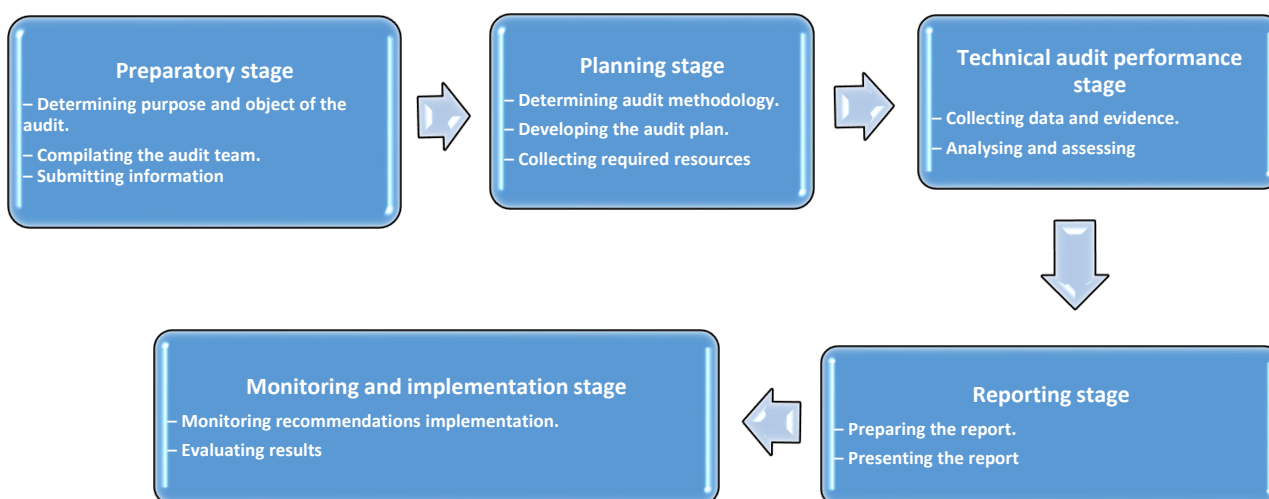 Preparatory stage
– Determining purpose and object of the
audit.
– Compilating the audit team.
– Submitting information
Planning stage
– Determining audit methodology.
– Developing the audit plan.
– Collecting required resources
Technical audit performance
stage
– Collecting data and evidence.
– Analysing and assessing
Reporting stage
– Preparing the report.
– Presenting the report
Monitoring and implementation stage
– Monitoring recommendations implementation.
– Evaluating results